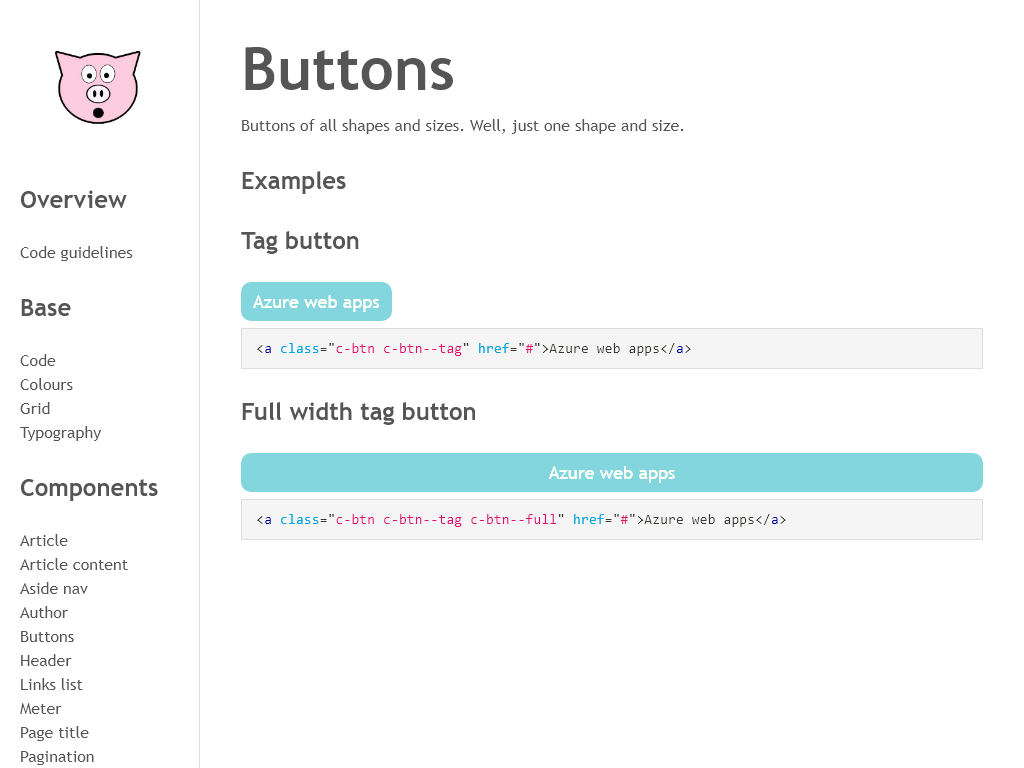 Overview
Code guidelines
Base
Code
Colours
Grid
Typography
Components
Article
Article content
Aside nav
Author
Buttons
Header
Links list
Meter
Page title
Pagination
Buttons
Buttons of all shapes and sizes. Well, just one shape and size.
Examples
Tag button
Azure web apps
<a class="c-btn c-btn--tag" href="#">Azure web apps</a>
Full width tag button
Azure web apps
<a class="c-btn c-btn--tag c-btn--full" href="#">Azure web apps</a>